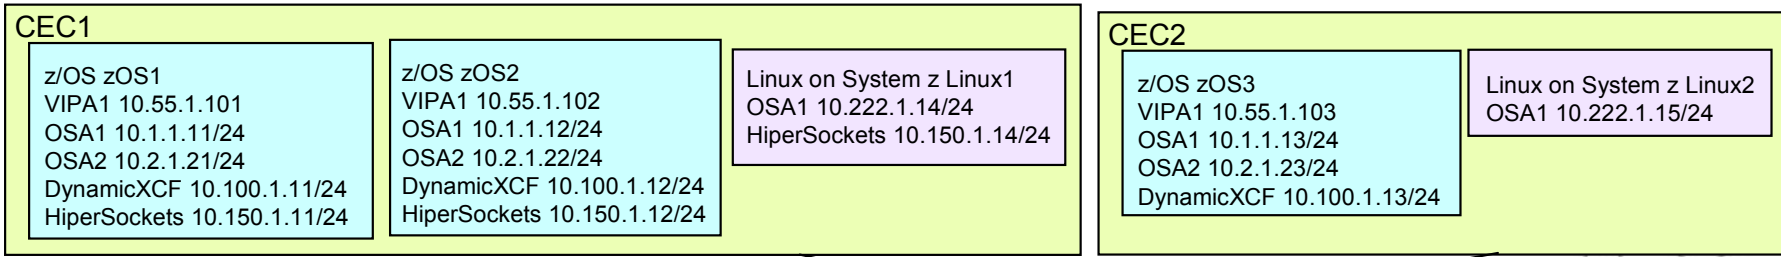 CEC1
z/OS zOS1
VIPA1 10.55.1.101
OSA1 10.1.1.11/24
OSA2 10.2.1.21/24
DynamicXCF 10.100.1.11/24
HiperSockets 10.150.1.11/24
z/OS zOS2
VIPA1 10.55.1.102
OSA1 10.1.1.12/24
OSA2 10.2.1.22/24
DynamicXCF 10.100.1.12/24
HiperSockets 10.150.1.12/24
Linux on System z Linux1
OSA1 10.222.1.14/24
HiperSockets 10.150.1.14/24
CEC2
z/OS zOS3
VIPA1 10.55.1.103
OSA1 10.1.1.13/24
OSA2 10.2.1.23/24
DynamicXCF 10.100.1.13/24
Linux on System z Linux2
OSA1 10.222.1.15/24